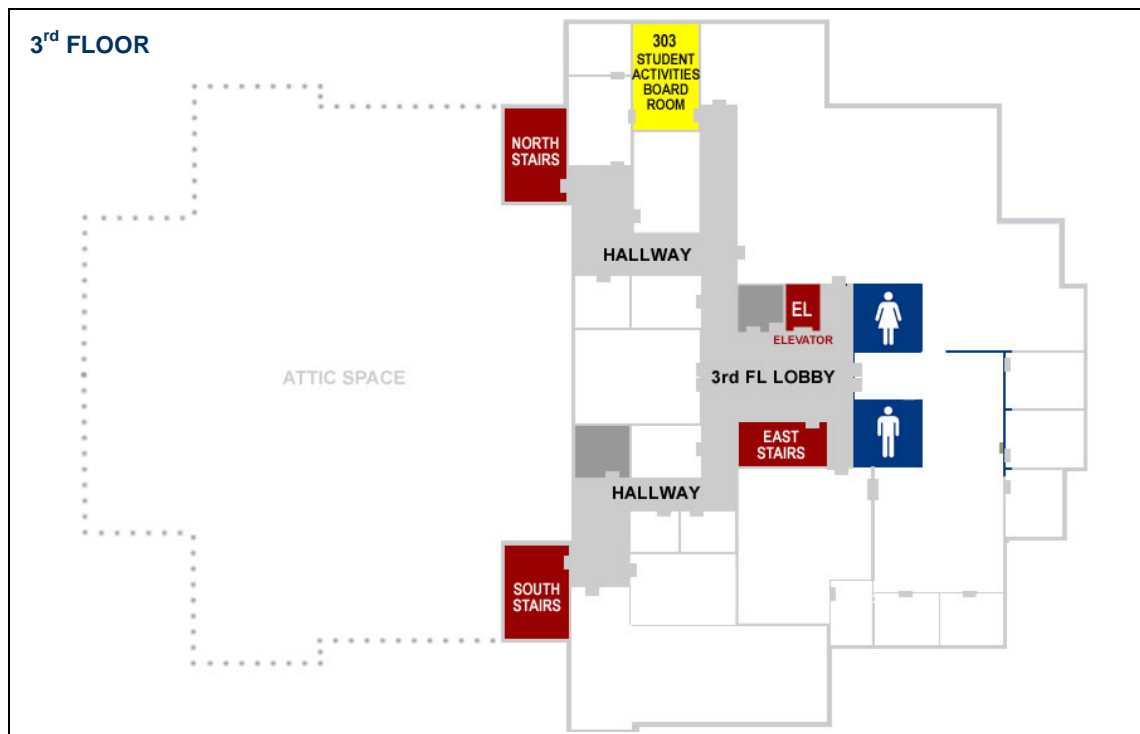 3rd FLOOR
303
STUDENT
ACTIVITIES
BOARD
ROOM
NORTH
STAIRS
HALLWAY
EL
ELEVATOR
ATTIC SPACE
3rd FL LOBBY
EAST
STAIRS
HALLWAY
SOUTH
STAIRS